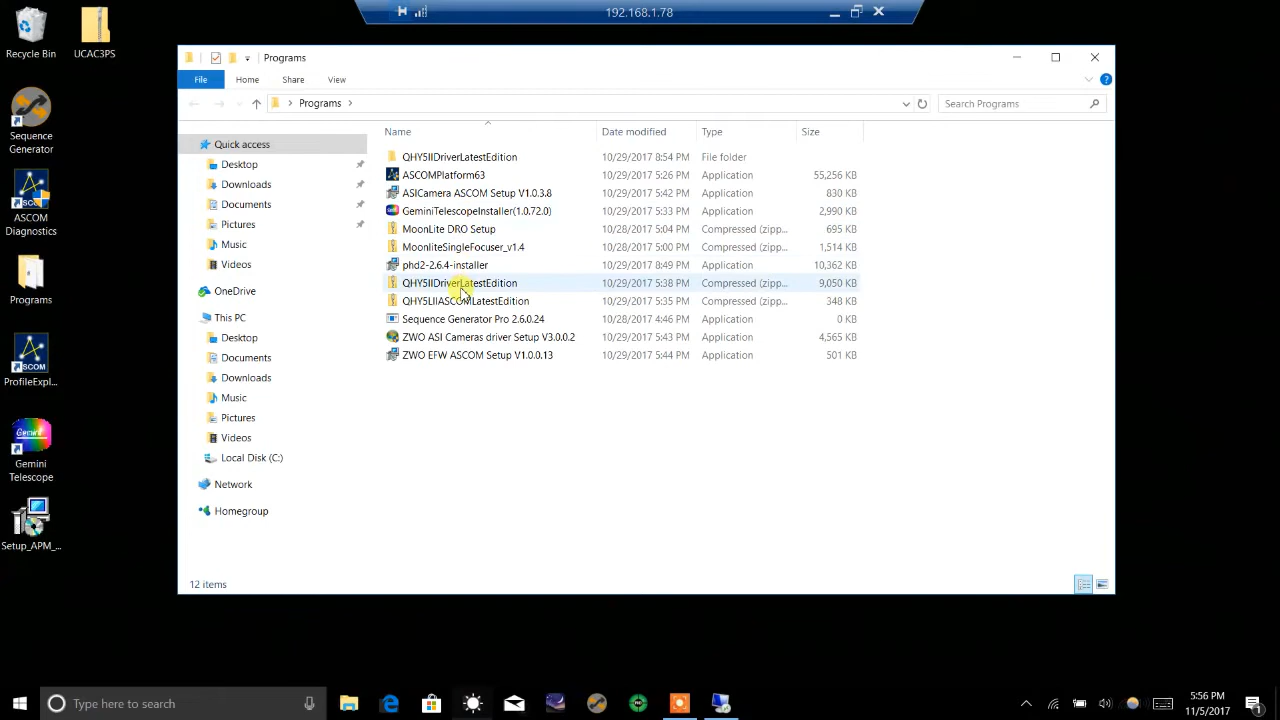 192.168.1.78
Recycle Bin
UCAC3PS
Sequence
Generator
ASCOM
Diagnostics
Programs
ASCOM
ProfileExpl...
Gemini
Gemini
Telescope
Setup_APM_...
Programs
File Home Share View
Programs
Search Programs
Name Date modified Type Size
Quick access
Desktop
Downloads
Documents
Pictures
Music
Videos
OneDrive
This PC
Desktop
Documents
Downloads
Music
Pictures
Videos
Local Disk (C:)
Network
Homegroup
QHY5IIDriverLatestEdition 10/29/2017 8:54 PM File folder
ASCOMPlatform63 10/29/2017 5:26 PM Application 55,256 KB
ASICamera ASCOM Setup V1.0.3.8 10/29/2017 5:42 PM Application 830 KB
GeminiTelescopeInstaller(1.0.72.0) 10/29/2017 5:33 PM Application 2,990 KB
MoonLite DRO Setup 10/28/2017 5:04 PM Compressed (zipp... 695 KB
MoonliteSingleFocuser_v1.4 10/28/2017 5:00 PM Compressed (zipp... 1,514 KB
phd2-2.6.4-installer 10/29/2017 8:49 PM Application 10,362 KB
QHY5IIDriverLatestEdition 10/29/2017 5:38 PM Compressed (zipp... 9,050 KB
QHY5LIIASCOMLatestEdition 10/29/2017 5:35 PM Compressed (zipp... 348 KB
Sequence Generator Pro 2.6.0.24 10/28/2017 4:46 PM Application 0 KB
ZWO ASI Cameras driver Setup V3.0.0.2 10/29/2017 5:43 PM Application 4,565 KB
ZWO EFW ASCOM Setup V1.0.0.13 10/29/2017 5:44 PM Application 501 KB
12 items
Type here to search
5:56 PM
11/5/2017
1